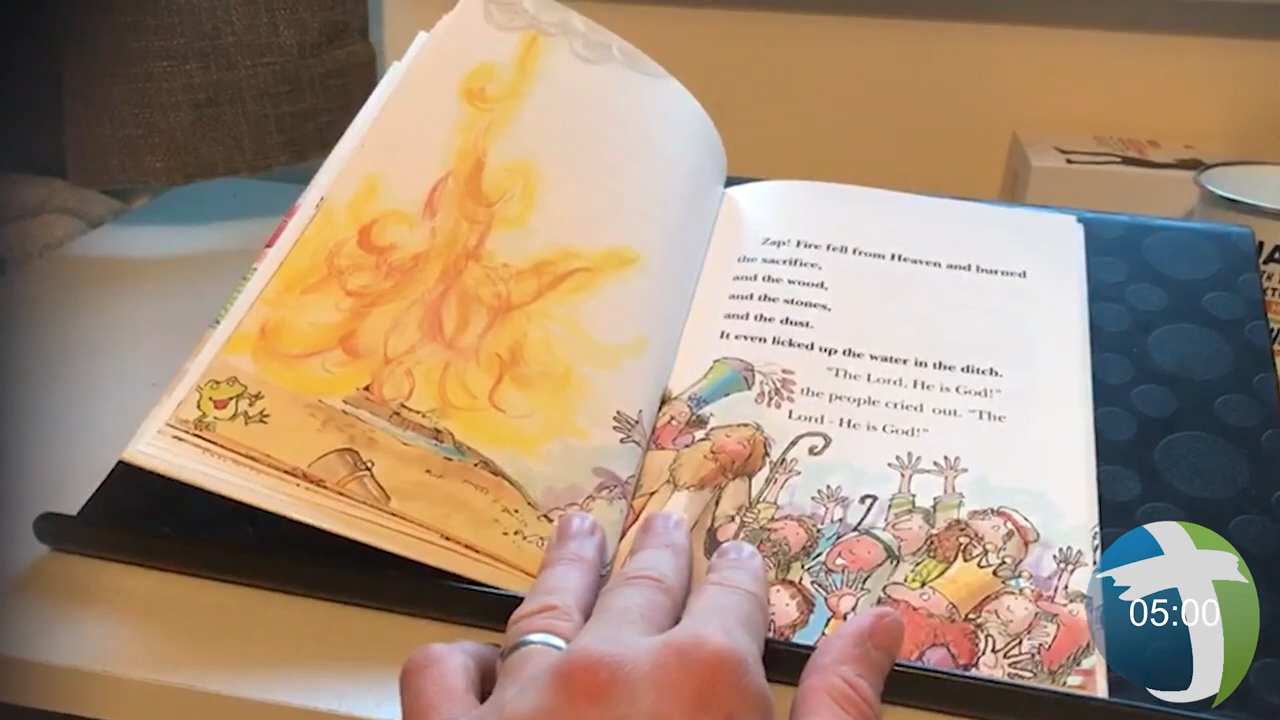 Zap! Fire fell from Heaven and burned
the sacrifice,
and the wood,
and the stones,
and the dust.
It even licked up the water in the ditch.
"The Lord, He is God!"
the people cried out. "The
Lord - He is God!"
05:00